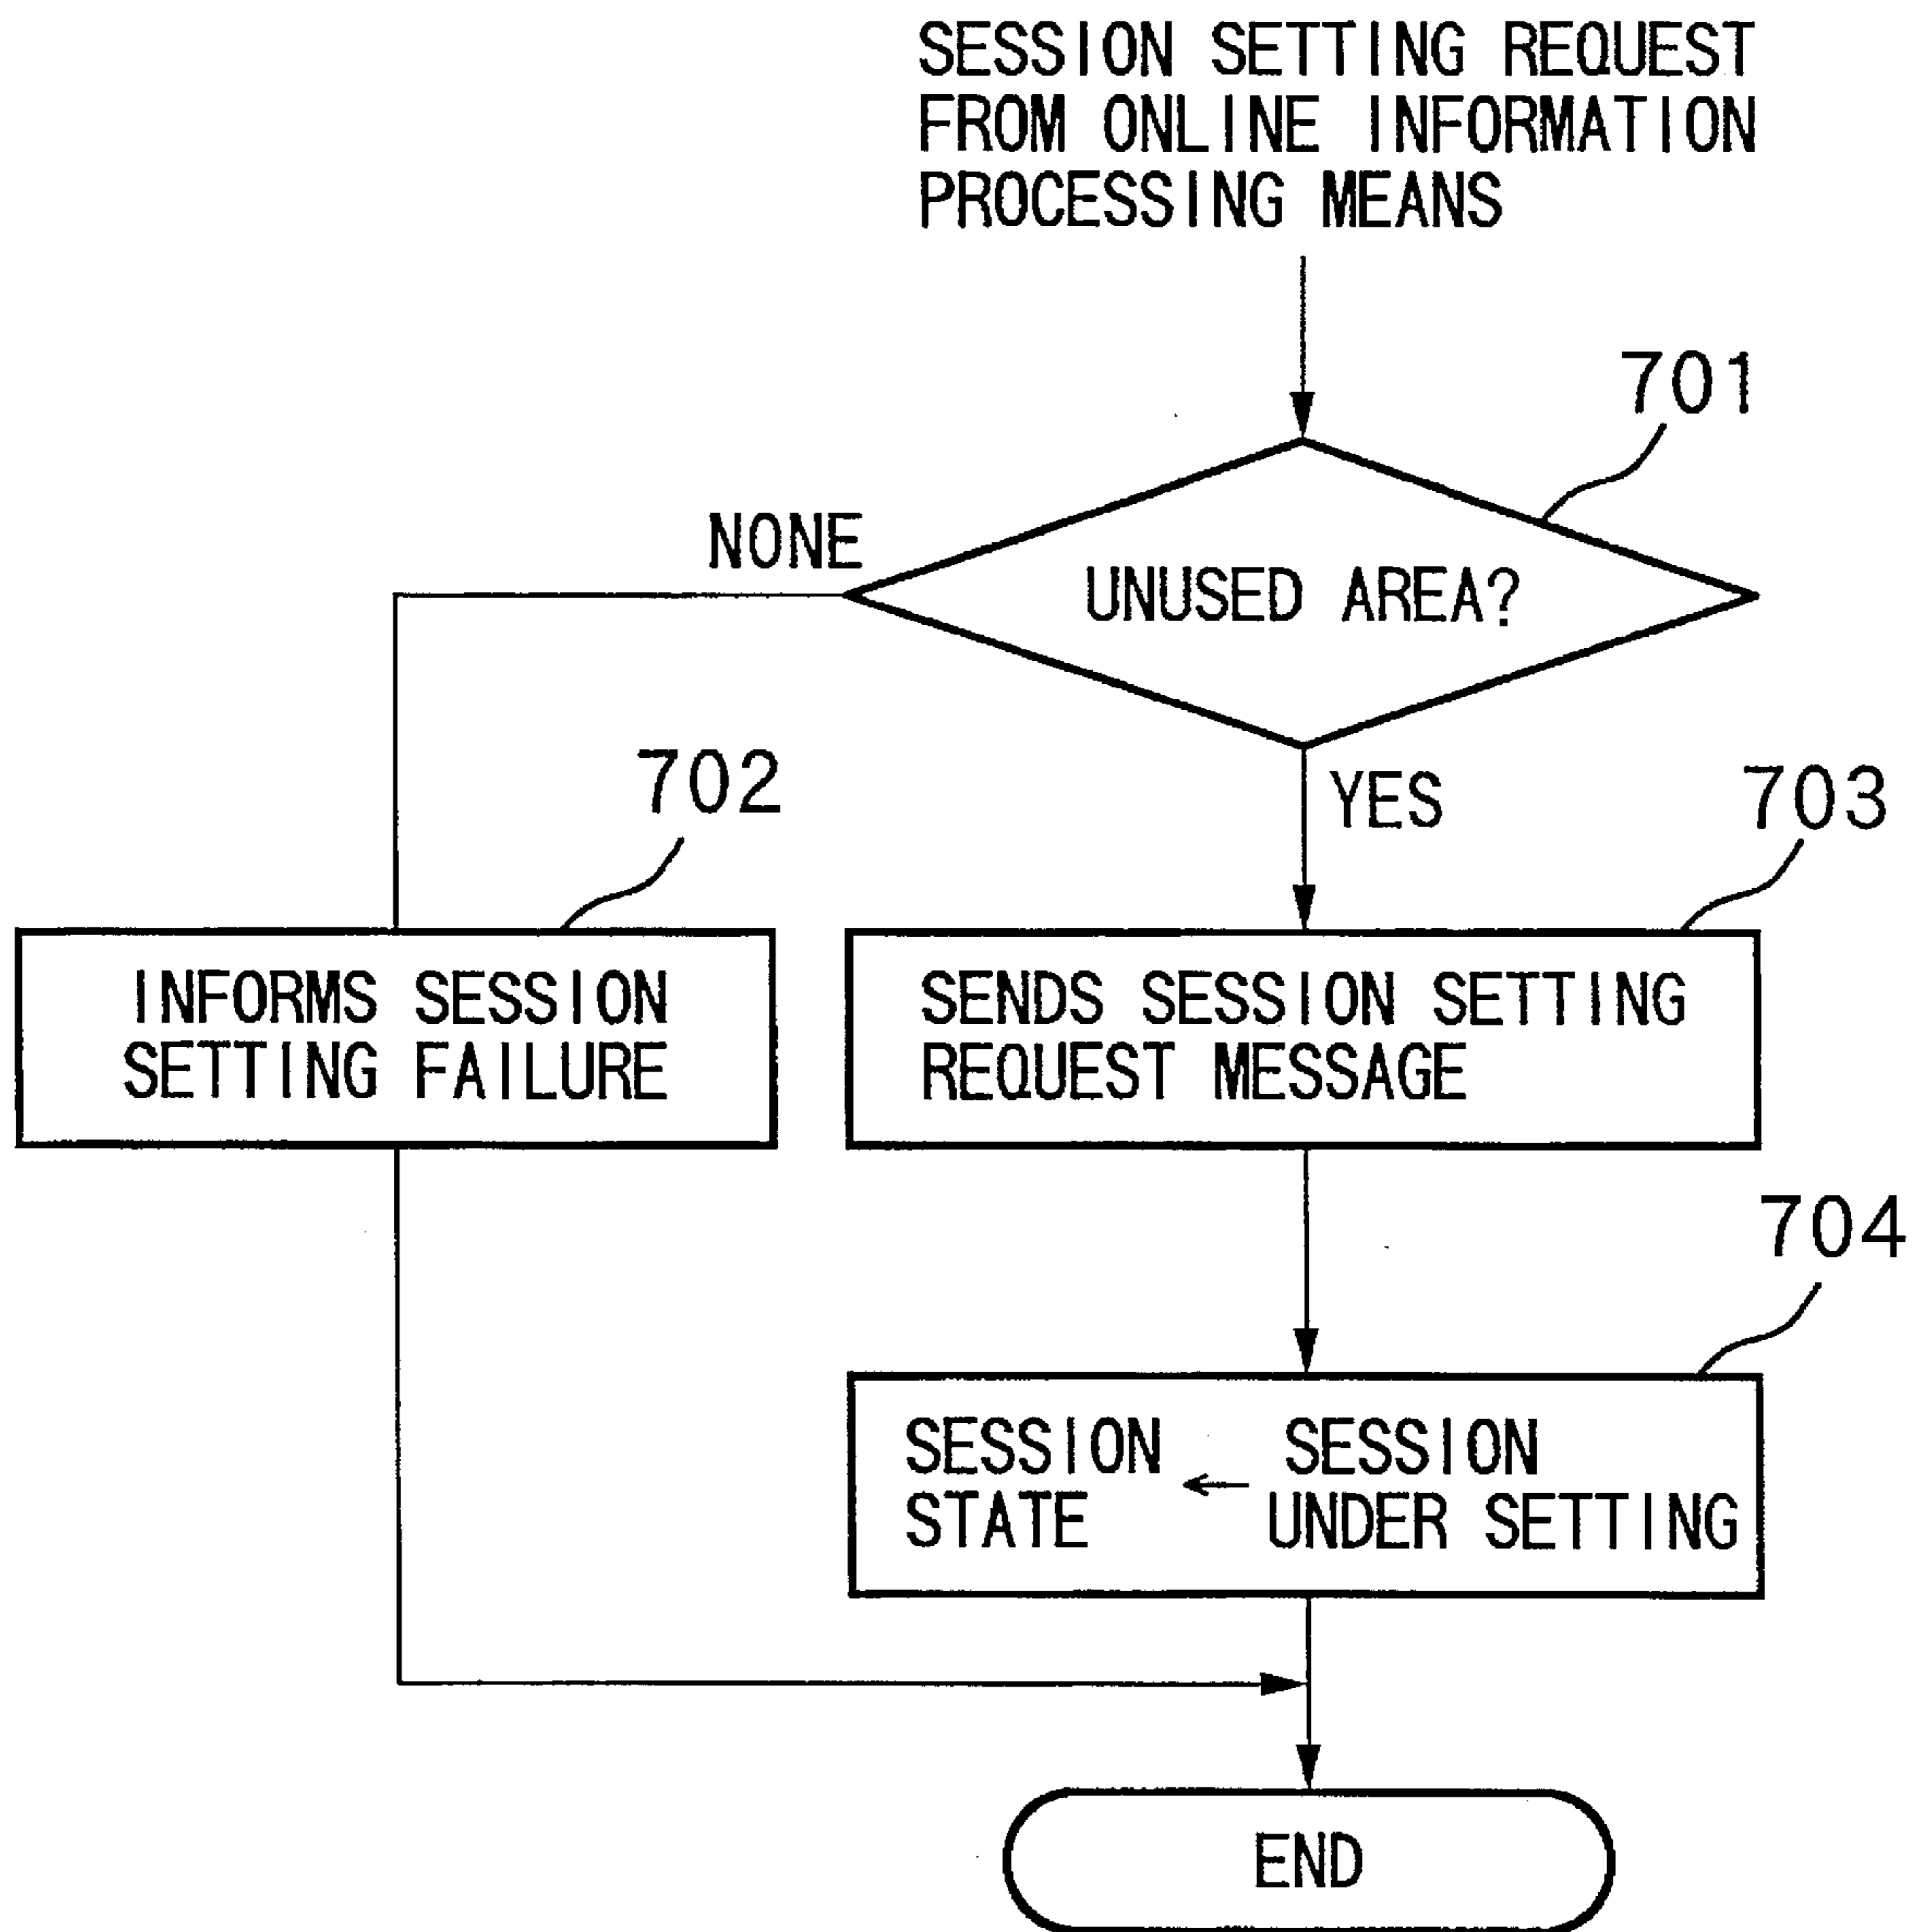 SESSION SETTING REQUEST
FROM ONLINE INFORMATION
PROCESSING MEANS
701
NONE
UNUSED AREA?
702
YES
703
INFORMS SESSION
SETTING FAILURE
SENDS SESSION SETTING
REQUEST MESSAGE
704
SESSION
STATE
←
SESSION
UNDER SETTING
END